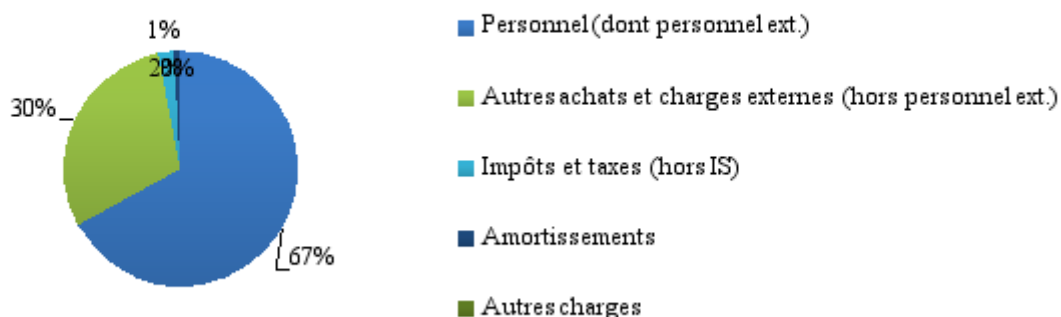 1%
30%
67%
Personnel (dont personnel ext.)
Autres achats et charges externes (hors personnel ext.)
Impôts et taxes (hors IS)
Amortissements
Autres charges